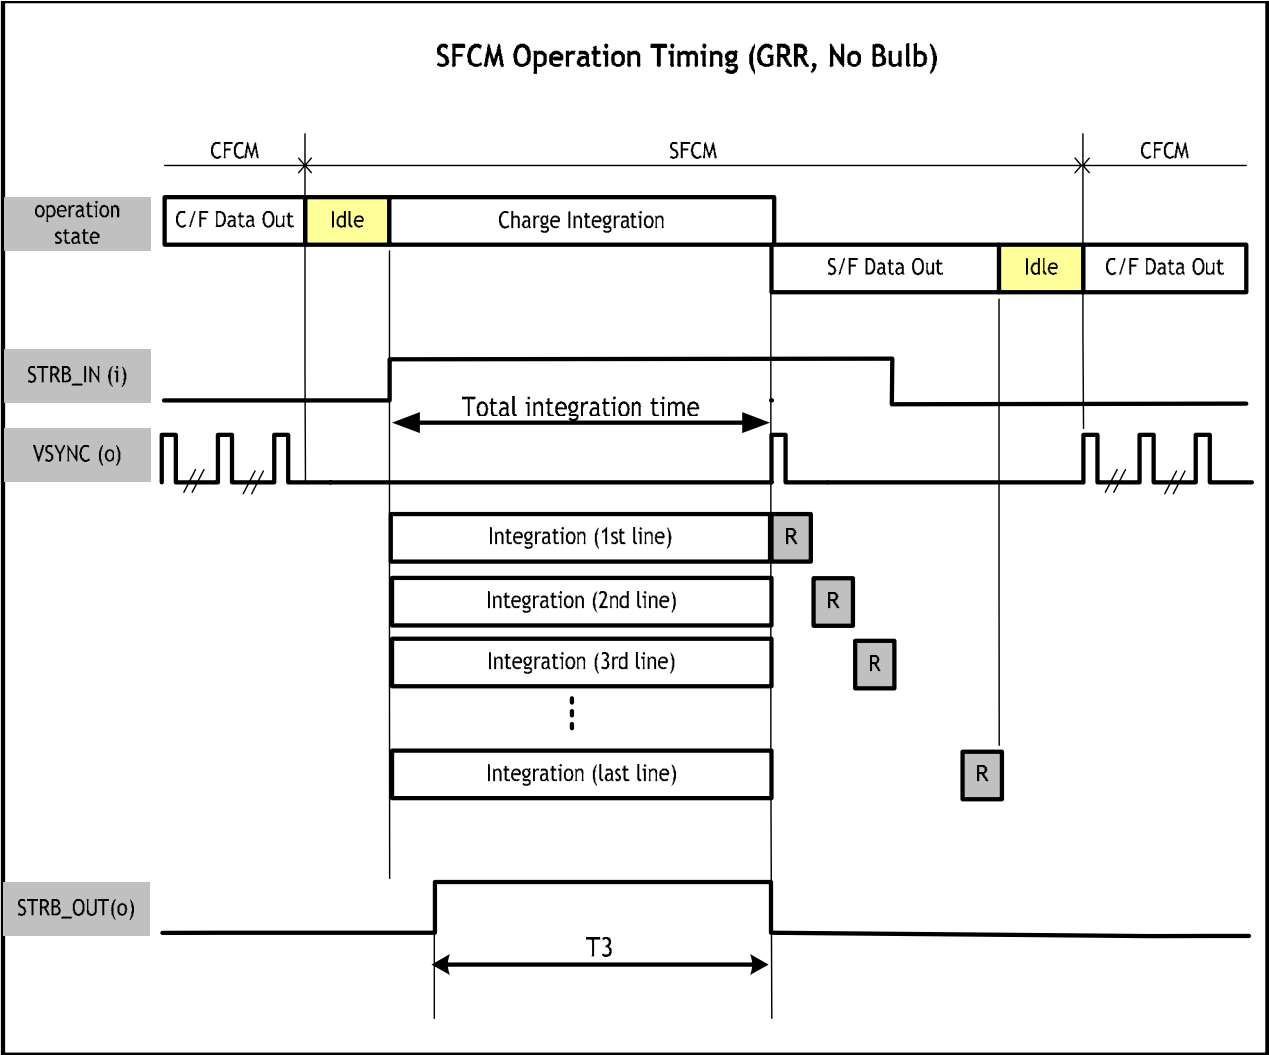 SFCM Operation Timing (GRR, No Bulb)
CFCM SFCM CFCM
operation
state
C/F Data Out Idle Charge Integration
S/F Data Out Idle C/F Data Out
STRB_IN (i)
Total integration time
VSYNC (o)
Integration (1st line) R
Integration (2nd line) R
Integration (3rd line) R
Integration (last line) R
STRB_OUT(o)
T3